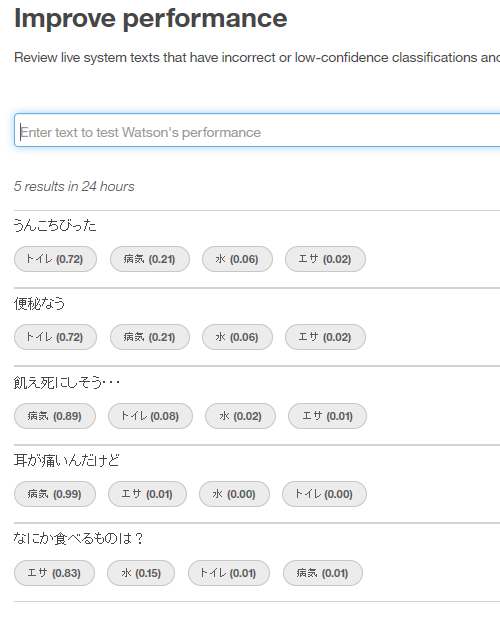 Improve performance
Review live system texts that have incorrect or low-confidence classifications
Enter text to test Watson's performance
5 results in 24 hours
うんこちびった
トイレ (0.72) 病気 (0.21) 水 (0.06) エサ (0.02)
便秘なう
トイレ (0.72) 病気 (0.21) 水 (0.06) エサ (0.02)
飢え死にしそう・・・
病気 (0.89) トイレ (0.08) 水 (0.02) エサ (0.01)
耳が痛いんだけど
病気 (0.99) エサ (0.01) 水 (0.00) トイレ (0.00)
なにか食べるものは？
エサ (0.83) 水 (0.15) トイレ (0.01) 病気 (0.01)